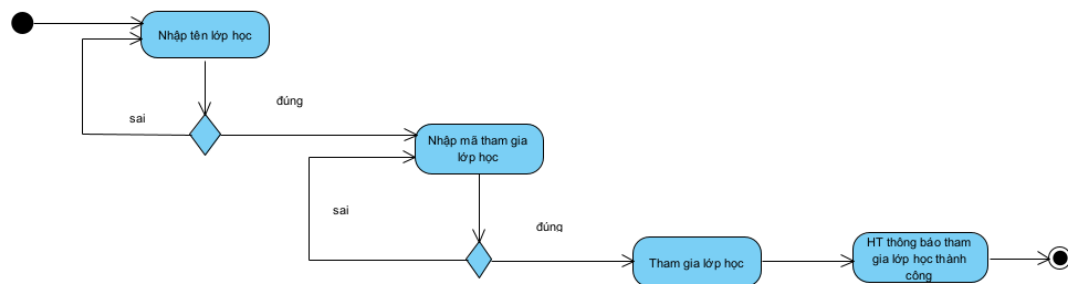 Nhập tên lớp học
sai
đúng
Nhập mã tham gia
lớp học
sai
đúng
Tham gia lớp học
HT thông báo tham
gia lớp học thành
công